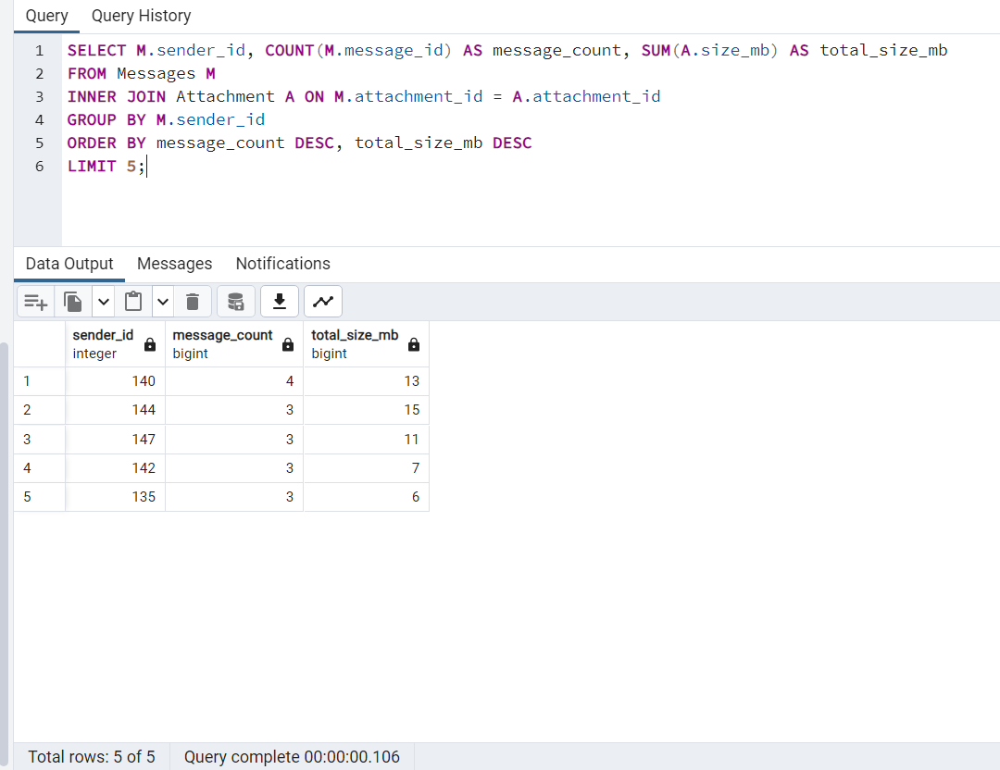 Query Query History
1 SELECT M.sender_id, COUNT(M.message_id) AS message_count, SUM(A.size_mb) AS total_size_mb
2 FROM Messages M
3 INNER JOIN Attachment A ON M.attachment_id = A.attachment_id
4 GROUP BY M.sender_id
5 ORDER BY message_count DESC, total_size_mb DESC
6 LIMIT 5;
Data Output Messages Notifications
sender_id message_count total_size_mb
integer bigint bigint
1 140 4 13
2 144 3 15
3 147 3 11
4 142 3 7
5 135 3 6
Total rows: 5 of 5 Query complete 00:00:00.106